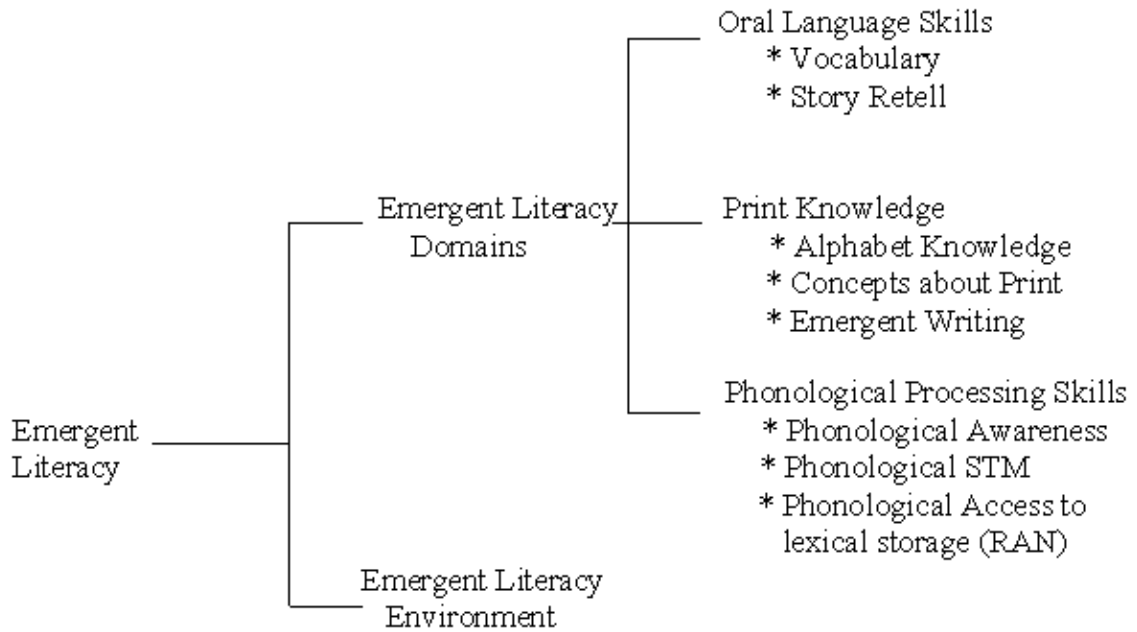 Oral Language Skills
* Vocabulary
* Story Retell
Emergent Literacy
Domains
Print Knowledge
* Alphabet Knowledge
* Concepts about Print
* Emergent Writing
Phonological Processing Skills
* Phonological Awareness
* Phonological STM
* Phonological Access to
lexical storage (RAN)
Emergent
Literacy
Emergent Literacy
Environment